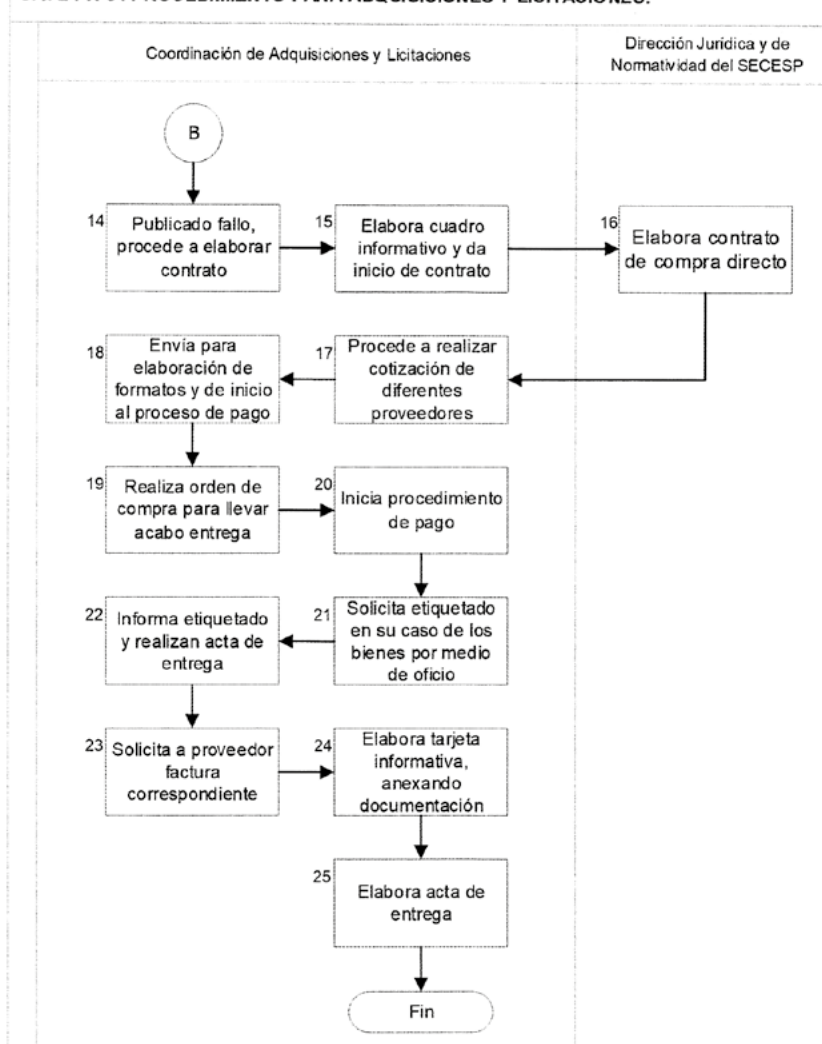 PROCEDIMIENTO PARA ADQUISICIONES Y LICITACIONES.
Coordinación de Adquisiciones y Licitaciones
Dirección Jurídica y de
Normatividad del SECESP
B
14
Publicado fallo,
procede a elaborar
contrato
15
Elabora cuadro
informativo y da
inicio de contrato
16
Elabora contrato
de compra directo
18
Envía para
elaboración de
formatos y de inicio
al proceso de pago
17
Procede a realizar
cotización de
diferentes
proveedores
19
Realiza orden de
compra para llevar
acabo entrega
20
Inicia procedimiento
de pago
22
Informa etiquetado
y realizan acta de
entrega
21
Solicita etiquetado
en su caso de los
bienes por medio
de oficio
23
Solicita a proveedor
factura
correspondiente
24
Elabora tarjeta
informativa,
anexando
documentación
25
Elabora acta de
entrega
Fin